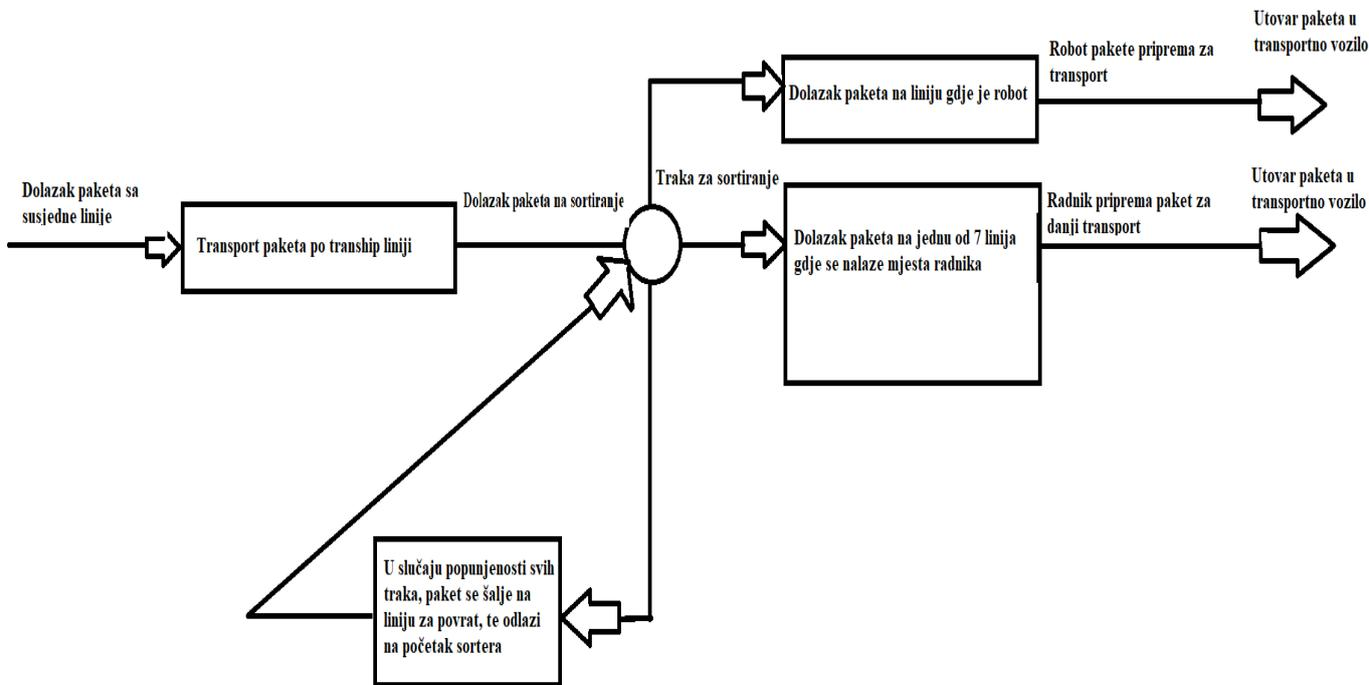 Dolazak paketa sa
susjedne linije
Transport paketa po tranship liniji
Dolazak paketa na sortiranje
Traka za sortiranje
Dolazak paketa na liniju gdje je robot
Robot pakete priprema za
transport
Utovar paketa u
transportno vozilo
Dolazak paketa na jednu od 7 linija
gdje se nalaze mjesta radnika
Radnik priprema paket za
danji transport
Utovar paketa u
transportno vozilo
U slučaju popunjenosti svih
traka, paket se šalje na
liniju za povrat, te odlazi
na početak sortera